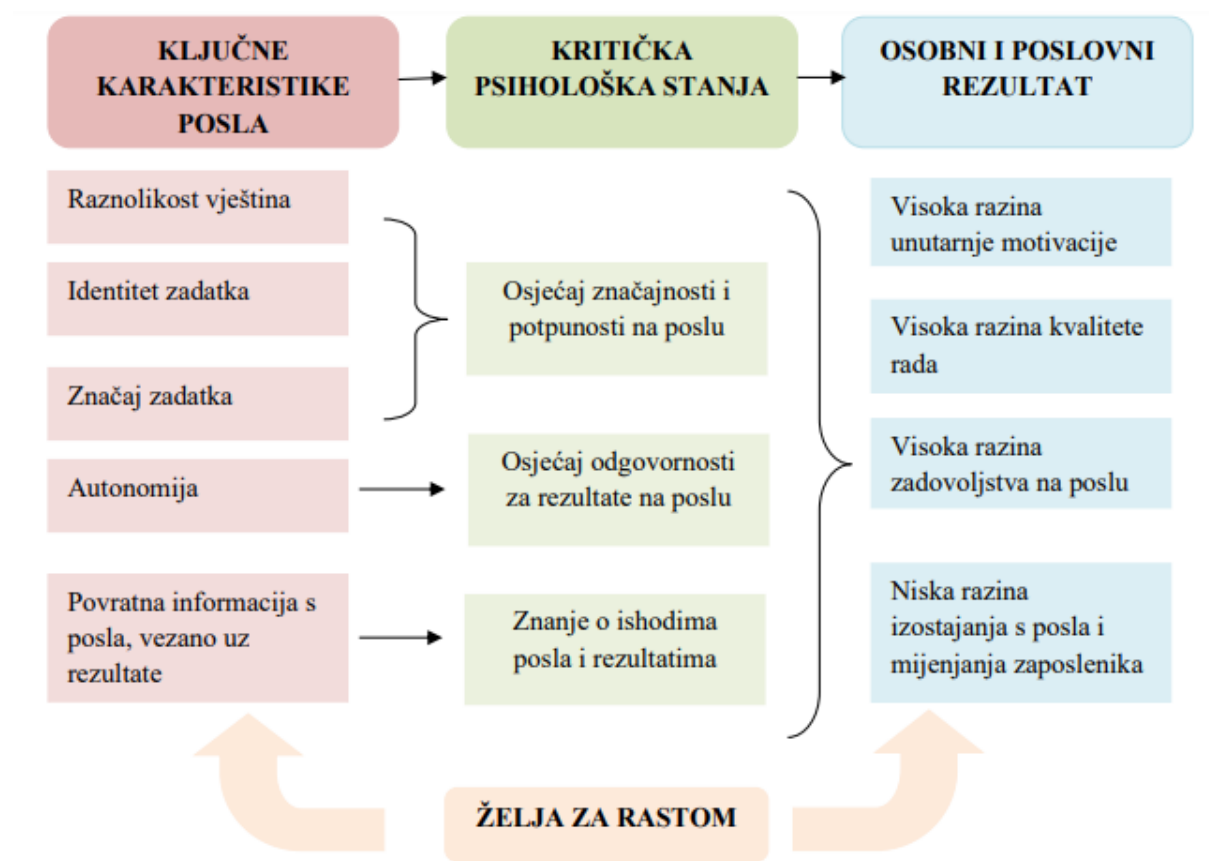 KLJUČNE
KARAKTERISTIKE
POSLA
KRITIČKA
PSIHOLOŠKA STANJA
OSOBNI I POSLOVNI
REZULTAT
Raznolikost vještina
Identitet zadatka
Značaj zadatka
Autonomija
Povratna informacija s
posla, vezano uz
rezultate
Osjećaj značajnosti i
potpunosti na poslu
Osjećaj odgovornosti
za rezultate na poslu
Znanje o ishodima
posla i rezultatima
Visoka razina
unutarnje motivacije
Visoka razina kvalitete
rada
Visoka razina
zadovoljstva na poslu
Niska razina
izostajanja s posla i
mijenjanja zaposlenika
ŽELJA ZA RASTOM